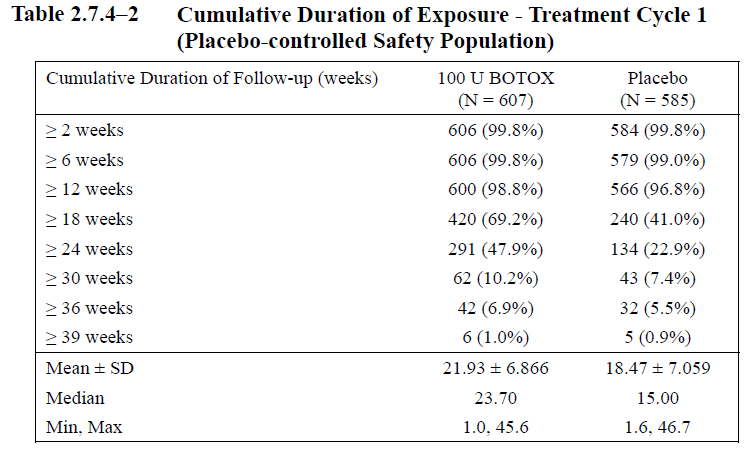 Table 2.7.4–2 Cumulative Duration of Exposure - Treatment Cycle 1
(Placebo-controlled Safety Population)
Cumulative Duration of Follow-up (weeks) 100 U BOTOX Placebo
(N = 607) (N = 585)
≥ 2 weeks 606 (99.8%) 584 (99.8%)
≥ 6 weeks 606 (99.8%) 579 (99.0%)
≥ 12 weeks 600 (98.8%) 566 (96.8%)
≥ 18 weeks 420 (69.2%) 240 (41.0%)
≥ 24 weeks 291 (47.9%) 134 (22.9%)
≥ 30 weeks 62 (10.2%) 43 (7.4%)
≥ 36 weeks 42 (6.9%) 32 (5.5%)
≥ 39 weeks 6 (1.0%) 5 (0.9%)
Mean ± SD 21.93 ± 6.866 18.47 ± 7.059
Median 23.70 15.00
Min, Max 1.0, 45.6 1.6, 46.7